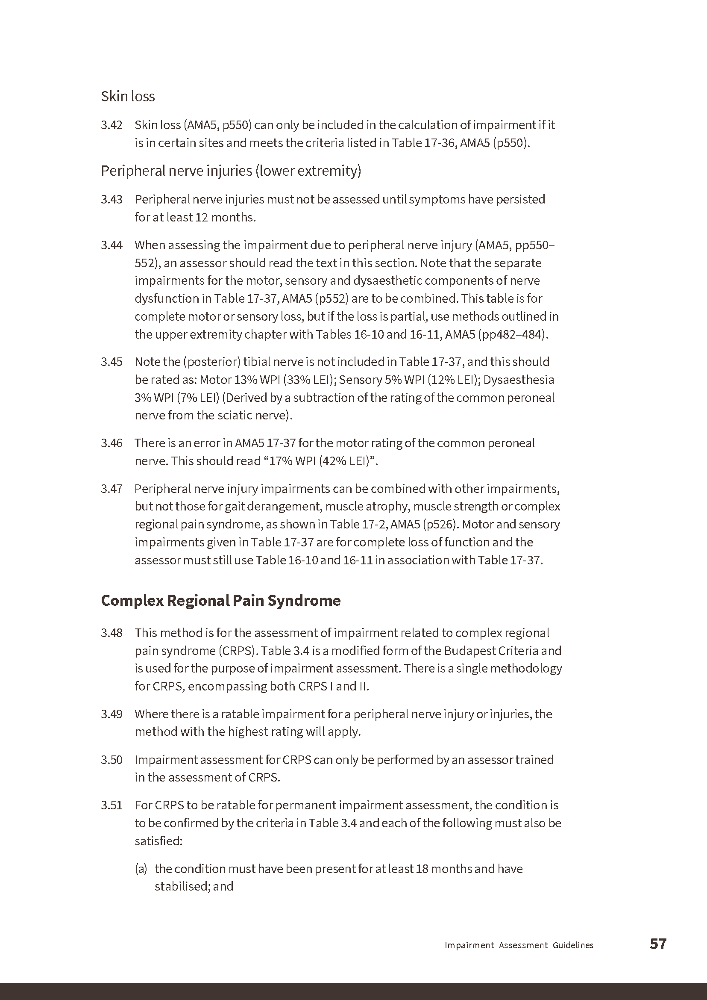 Skin loss
3.42 Skin loss (AMA5, p550) can only be included in the calculation of impairment if it
is in certain sites and meets the criteria listed in Table 17-36, AMA5 (p550).
Peripheral nerve injuries (lower extremity)
3.43 Peripheral nerve injuries must not be assessed until symptoms have persisted
for at least 12 months.
3.44 When assessing the impairment due to peripheral nerve injury (AMA5, pp550–
552), an assessor should read the text in this section. Note that the separate
impairments for the motor, sensory and dysaesthetic components of nerve
dysfunction in Table 17-37, AMA5 (p552) are to be combined. This table is for
complete motor or sensory loss, but if the loss is partial, use methods outlined in
the upper extremity chapter with Tables 16-10 and 16-11, AMA5 (pp482–484).
3.45 Note the (posterior) tibial nerve is not included in Table 17-37, and this should
be rated as: Motor 13% WPI (33% LEI); Sensory 5% WPI (12% LEI); Dysaesthesia
3% WPI (7% LEI) (Derived by a subtraction of the rating of the common peroneal
nerve from the sciatic nerve).
3.46 There is an error in AMA5 17-37 for the motor rating of the common peroneal
nerve. This should read “17% WPI (42% LEI)”.
3.47 Peripheral nerve injury impairments can be combined with other impairments,
but not those for gait derangement, muscle atrophy, muscle strength or complex
regional pain syndrome, as shown in Table 17-2, AMA5 (p526). Motor and sensory
impairments given in Table 17-37 are for complete loss of function and the
assessor must still use Table 16-10 and 16-11 in association with Table 17-37.
Complex Regional Pain Syndrome
3.48 This method is for the assessment of impairment related to complex regional
pain syndrome (CRPS). Table 3.4 is a modified form of the Budapest Criteria and
is used for the purpose of impairment assessment. There is a single methodology
for CRPS, encompassing both CRPS I and II.
3.49 Where there is a ratable impairment for a peripheral nerve injury or injuries, the
method with the highest rating will apply.
3.50 Impairment assessment for CRPS can only be performed by an assessor trained
in the assessment of CRPS.
3.51 For CRPS to be ratable for permanent impairment assessment, the condition is
to be confirmed by the criteria in Table 3.4 and each of the following must also be
satisfied:
(a) the condition must have been present for at least 18 months and have
stabilised; and
Impairment Assessment Guidelines 57